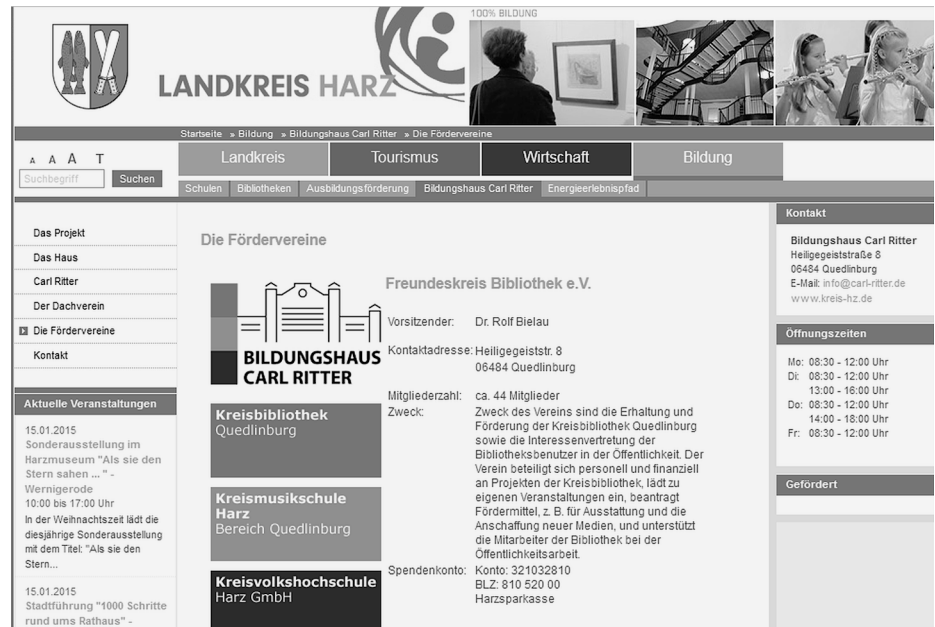 100% BILDUNG
LANDKREIS HARZ
Startseite » Bildung » Bildungshaus Carl Ritter » Die Fördervereine
A A A T
Suchbegriff Suchen
Landkreis Tourismus Wirtschaft Bildung
Schulen Bibliotheken Ausbildungsförderung Bildungshaus Carl Ritter Energieerlebnispfad
Das Projekt
Das Haus
Carl Ritter
Der Dachverein
Die Fördervereine
Kontakt
Aktuelle Veranstaltungen
15.01.2015
Sonderausstellung im
Harzmuseum "Als sie den
Stern sahen ... " -
Wernigerode
10:00 bis 17:00 Uhr
In der Weihnachtszeit lädt die
diesjährige Sonderausstellung
mit dem Titel: "Als sie den
Stern...
15.01.2015
Stadtführung "1000 Schritte
rund ums Rathaus" -
Die Fördervereine
BILDUNGSHAUS
CARL RITTER
Kreisbibliothek
Quedlinburg
Kreismusikschule
Harz
Bereich Quedlinburg
Kreisvolkshochschule
Harz GmbH
Freundeskreis Bibliothek e.V.
Vorsitzender: Dr. Rolf Bielau
Kontaktadresse: Heiligegeiststr. 8
06484 Quedlinburg
Mitgliederzahl: ca. 44 Mitglieder
Zweck: Zweck des Vereins sind die Erhaltung und
Förderung der Kreisbibliothek Quedlinburg
sowie die Interessenvertretung der
Bibliotheksbenutzer in der Öffentlichkeit. Der
Verein beteiligt sich personell und finanziell
an Projekten der Kreisbibliothek, lädt zu
eigenen Veranstaltungen ein, beantragt
Fördermittel, z. B. für Ausstattung und die
Anschaffung neuer Medien, und unterstützt
die Mitarbeiter der Bibliothek bei der
Öffentlichkeitsarbeit.
Spendenkonto: Konto: 321032810
BLZ: 810 520 00
Harzsparkasse
Kontakt
Bildungshaus Carl Ritter
Heiligegeiststraße 8
06484 Quedlinburg
E-Mail: info@carl-ritter.de
www.kreis-hz.de
Öffnungszeiten
Mo: 08:30 - 12:00 Uhr
Di: 08:30 - 12:00 Uhr
13:00 - 16:00 Uhr
Do: 08:30 - 12:00 Uhr
14:00 - 18:00 Uhr
Fr: 08:30 - 12:00 Uhr
Gefördert